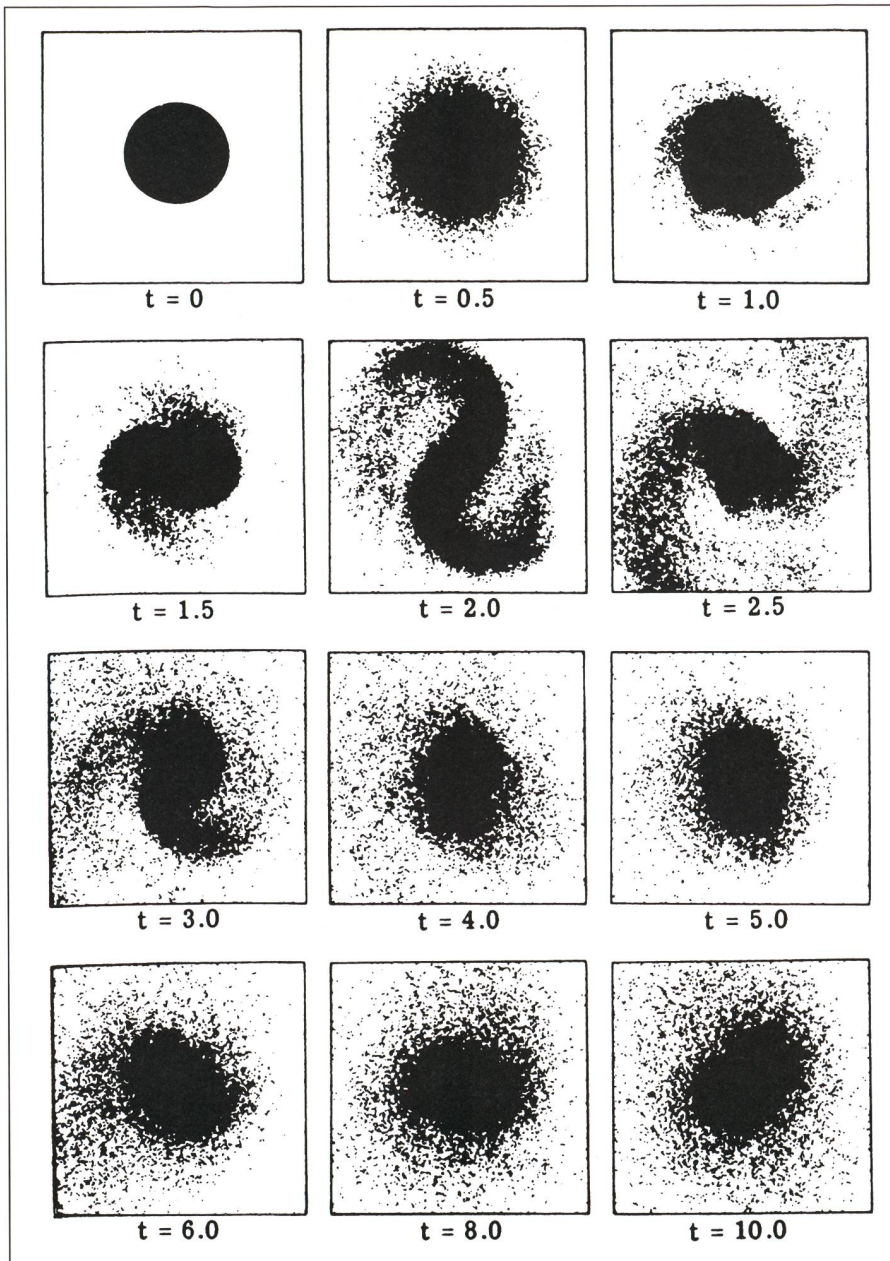 t = 0 t = 0.5 t = 1.0
t = 1.5 t = 2.0 t = 2.5
t = 3.0 t = 4.0 t = 5.0
t = 6.0 t = 8.0 t = 10.0